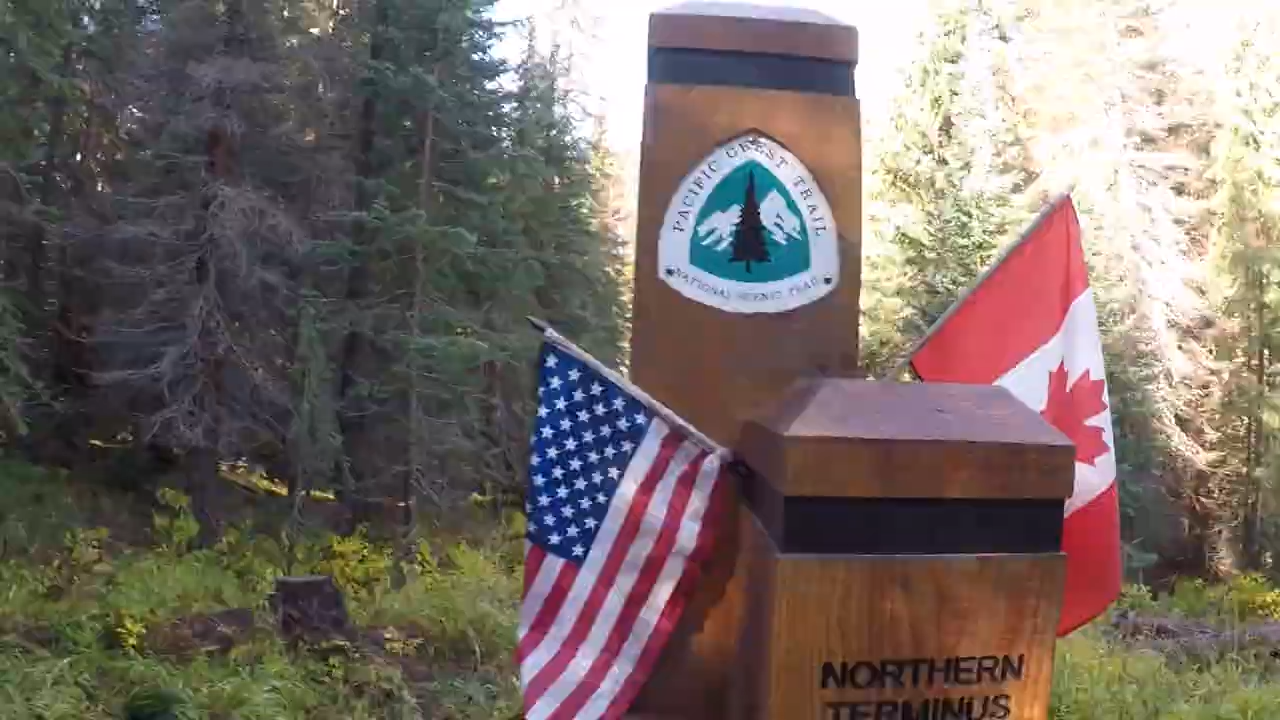 PACIFIC CREST TRAIL
NATIONAL SCENIC TRAIL
NORTHERN
TERMINUS